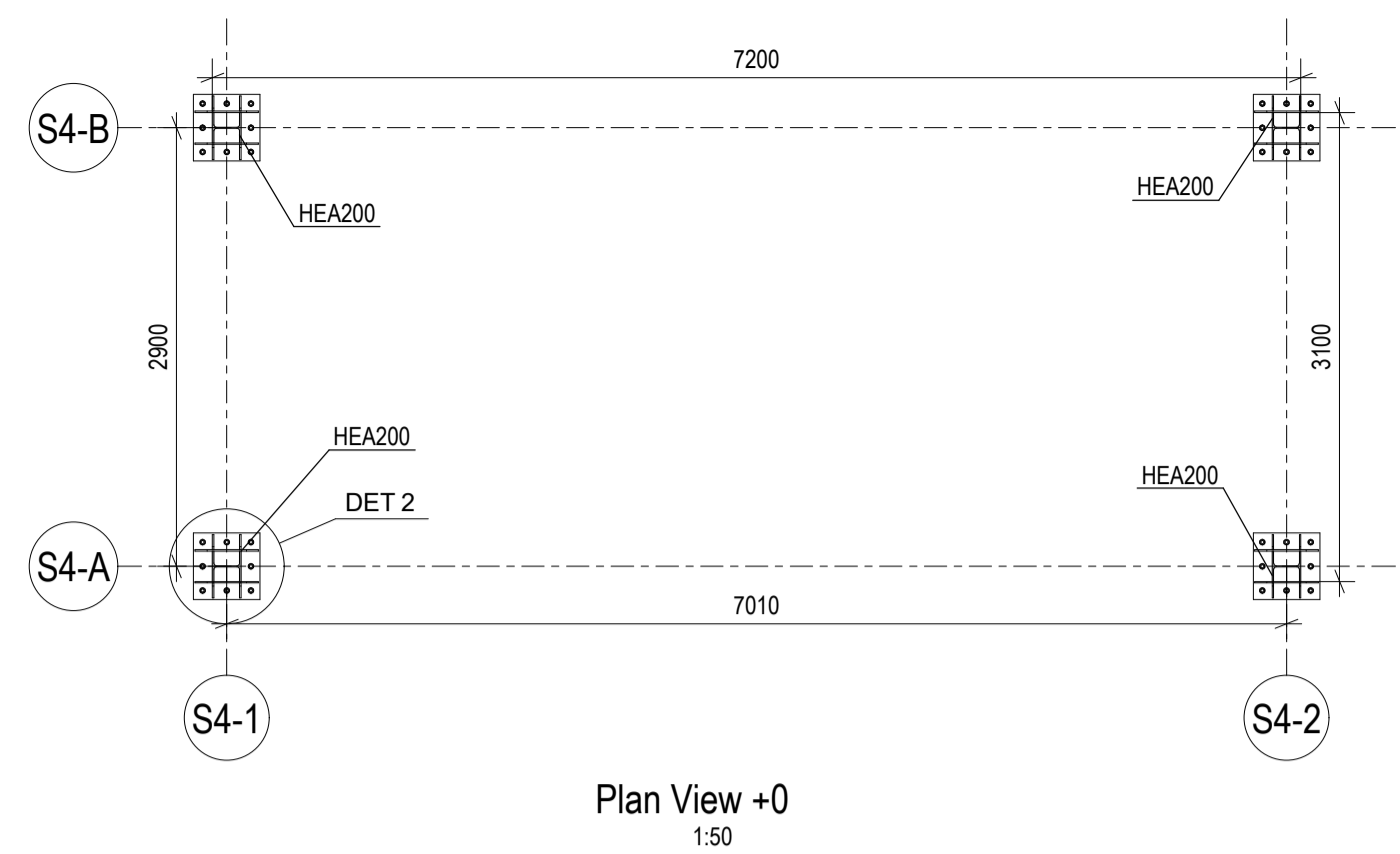 7200
S4-B
HEA200
HEA200
2900
3100
HEA200
DET 2
HEA200
S4-A
7010
S4-1
S4-2
Plan View +0
1:50